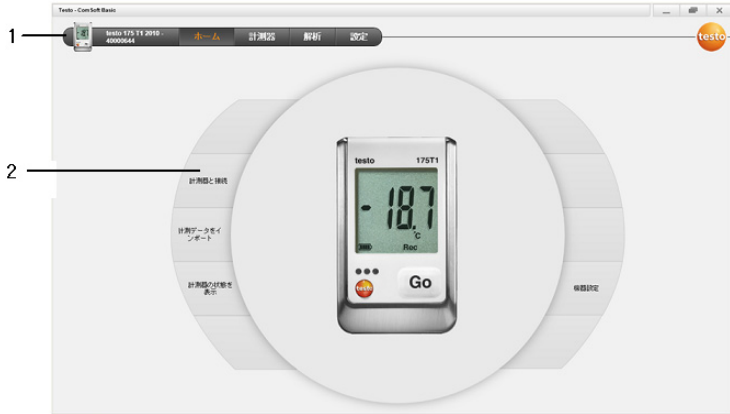 Testo - ComSoft Basic
1
testo 175 T1 2010 -
40000644
ホーム
計測器
解析
設定
testo
2
計測器と接続
計測データをイ
ンポート
計測器の状態を
表示
機器設定
testo 175T1
-18.7
°C
Rec
testo
Go